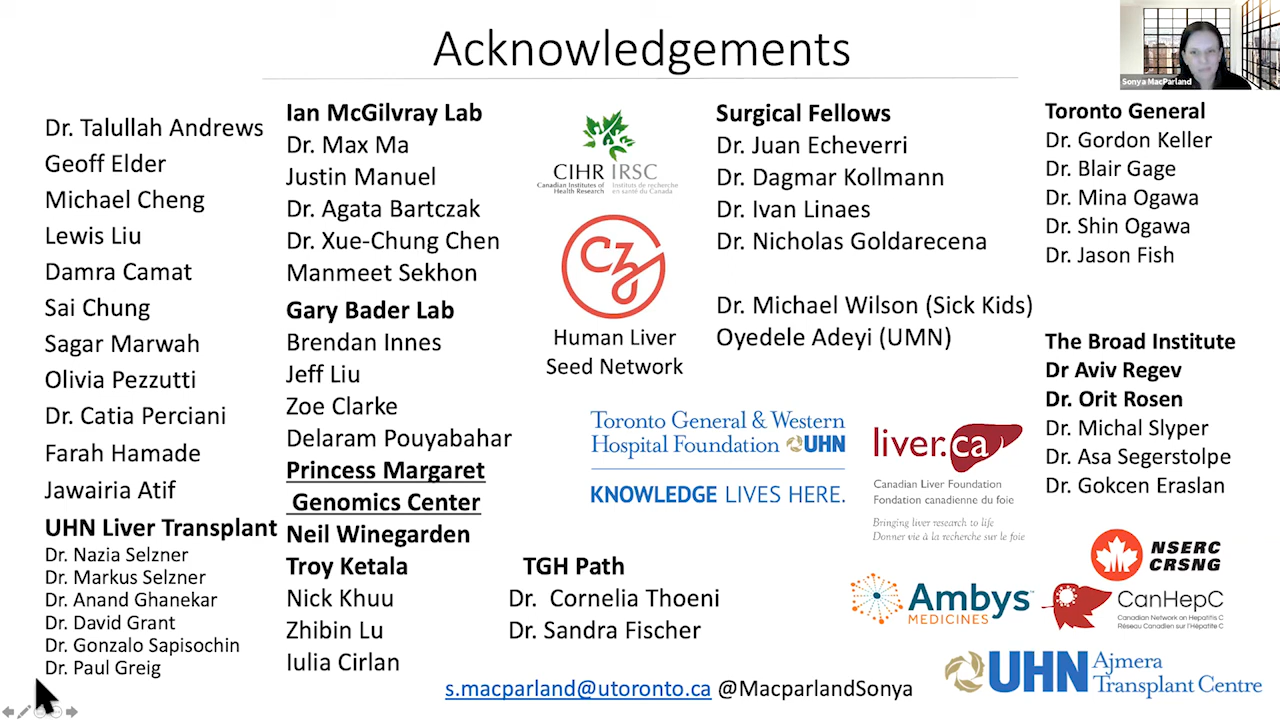 Acknowledgements
Sonya MacParland
Dr. Talullah Andrews
Geoff Elder
Michael Cheng
Lewis Liu
Damra Camat
Sai Chung
Sagar Marwah
Olivia Pezzutti
Dr. Catia Perciani
Farah Hamade
Jawairia Atif
UHN Liver Transplant
Dr. Nazia Selzner
Dr. Markus Selzner
Dr. Anand Ghanekar
Dr. David Grant
Dr. Gonzalo Sapisochin
Dr. Paul Greig
Ian McGilvray Lab
Dr. Max Ma
Justin Manuel
Dr. Agata Bartczak
Dr. Xue-Chung Chen
Manmeet Sekhon
Gary Bader Lab
Brendan Innes
Jeff Liu
Zoe Clarke
Delaram Pouyabahar
Princess Margaret
Genomics Center
Neil Winegarden
Troy Ketala
Nick Khuu
Zhibin Lu
Iulia Cirlan
CIHR IRSC
Canadian Institutes of Health Research
Instituts de recherche en santé du Canada
cz
Human Liver
Seed Network
Surgical Fellows
Dr. Juan Echeverri
Dr. Dagmar Kollmann
Dr. Ivan Linaes
Dr. Nicholas Goldarecena
Dr. Michael Wilson (Sick Kids)
Oyedele Adeyi (UMN)
Toronto General & Western
Hospital Foundation UHN
KNOWLEDGE LIVES HERE.
liver.ca
Canadian Liver Foundation
Fondation canadienne du foie
Bringing liver research to life
Donner vie à la recherche sur le foie
TGH Path
Dr. Cornelia Thoeni
Dr. Sandra Fischer
Toronto General
Dr. Gordon Keller
Dr. Blair Gage
Dr. Mina Ogawa
Dr. Shin Ogawa
Dr. Jason Fish
The Broad Institute
Dr Aviv Regev
Dr. Orit Rosen
Dr. Michal Slyper
Dr. Asa Segerstolpe
Dr. Gokcen Eraslan
NSERC
CRSNG
Ambys
MEDICINES
CanHepC
Canadian Network on Hepatitis C
Réseau Canadien sur l'Hépatite C
UHN Ajmera
Transplant Centre
s.macparland@utoronto.ca @MacparlandSonya